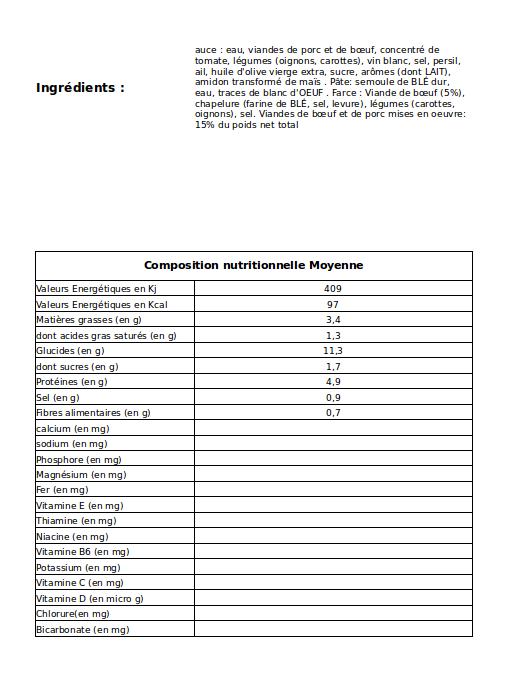 auce : eau, viandes de porc et de bœuf, concentré de
tomate, légumes (oignons, carottes), vin blanc, sel, persil,
ail, huile d'olive vierge extra, sucre, arômes (dont LAIT),
amidon transformé de maïs . Pâte: semoule de BLÉ dur,
Ingrédients :
eau, traces de blanc d'OEUF . Farce : Viande de bœuf (5%),
chapelure (farine de BLÉ, sel, levure), légumes (carottes,
oignons), sel. Viandes de bœuf et de porc mises en oeuvre:
15% du poids net total
Composition nutritionnelle Moyenne
Valeurs Energétiques en Kj 409
Valeurs Energétiques en Kcal 97
Matières grasses (en g) 3,4
dont acides gras saturés (en g) 1,3
Glucides (en g) 11,3
dont sucres (en g) 1,7
Protéines (en g) 4,9
Sel (en g) 0,9
Fibres alimentaires (en g) 0,7
calcium (en mg)
sodium (en mg)
Phosphore (en mg)
Magnésium (en mg)
Fer (en mg)
Vitamine E (en mg)
Thiamine (en mg)
Niacine (en mg)
Vitamine B6 (en mg)
Potassium (en mg)
Vitamine C (en mg)
Vitamine D (en micro g)
Chlorure(en mg)
Bicarbonate (en mg)